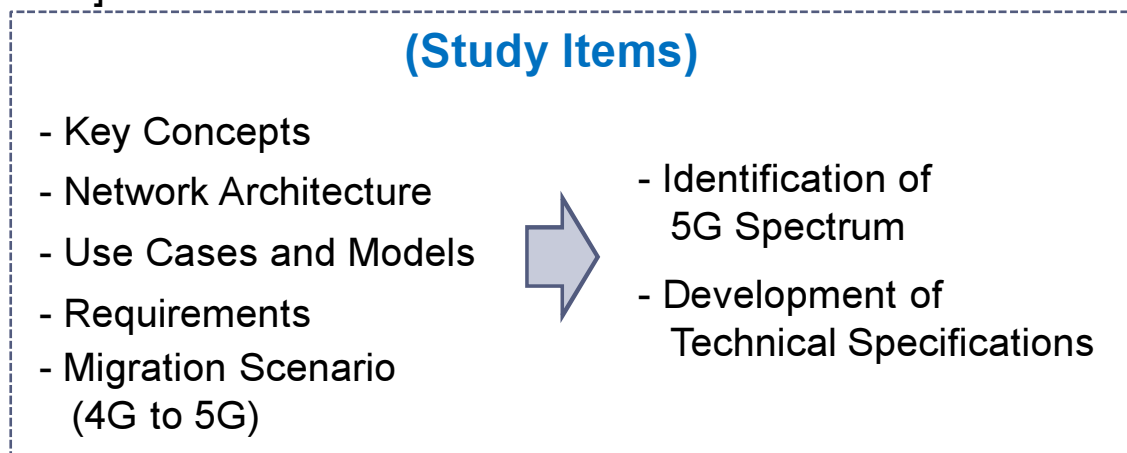 ]
(Study Items)
- Key Concepts
- Network Architecture
- Use Cases and Models
- Requirements
- Migration Scenario
(4G to 5G)
- Identification of
5G Spectrum
- Development of
Technical Specifications